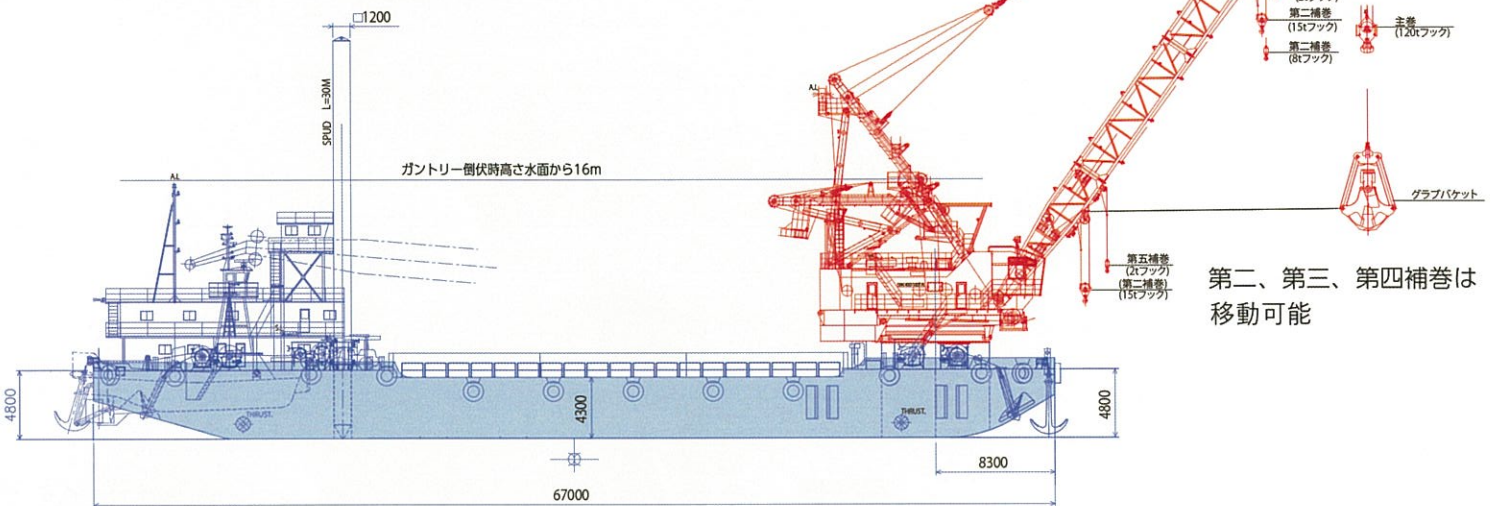 □1200
第二補巻
(15tフック)
主巻
(120tフック)
第二補巻
(8tフック)
A.L
SPUD L=30M
ガントリー倒伏時高さ水面から16m
A.L
グラブバケット
第五補巻
(2tフック)
(第二補巻)
(15tフック)
第二、第三、第四補巻は
移動可能
4800
THRUST.
4300
THRUST.
4800
8300
67000